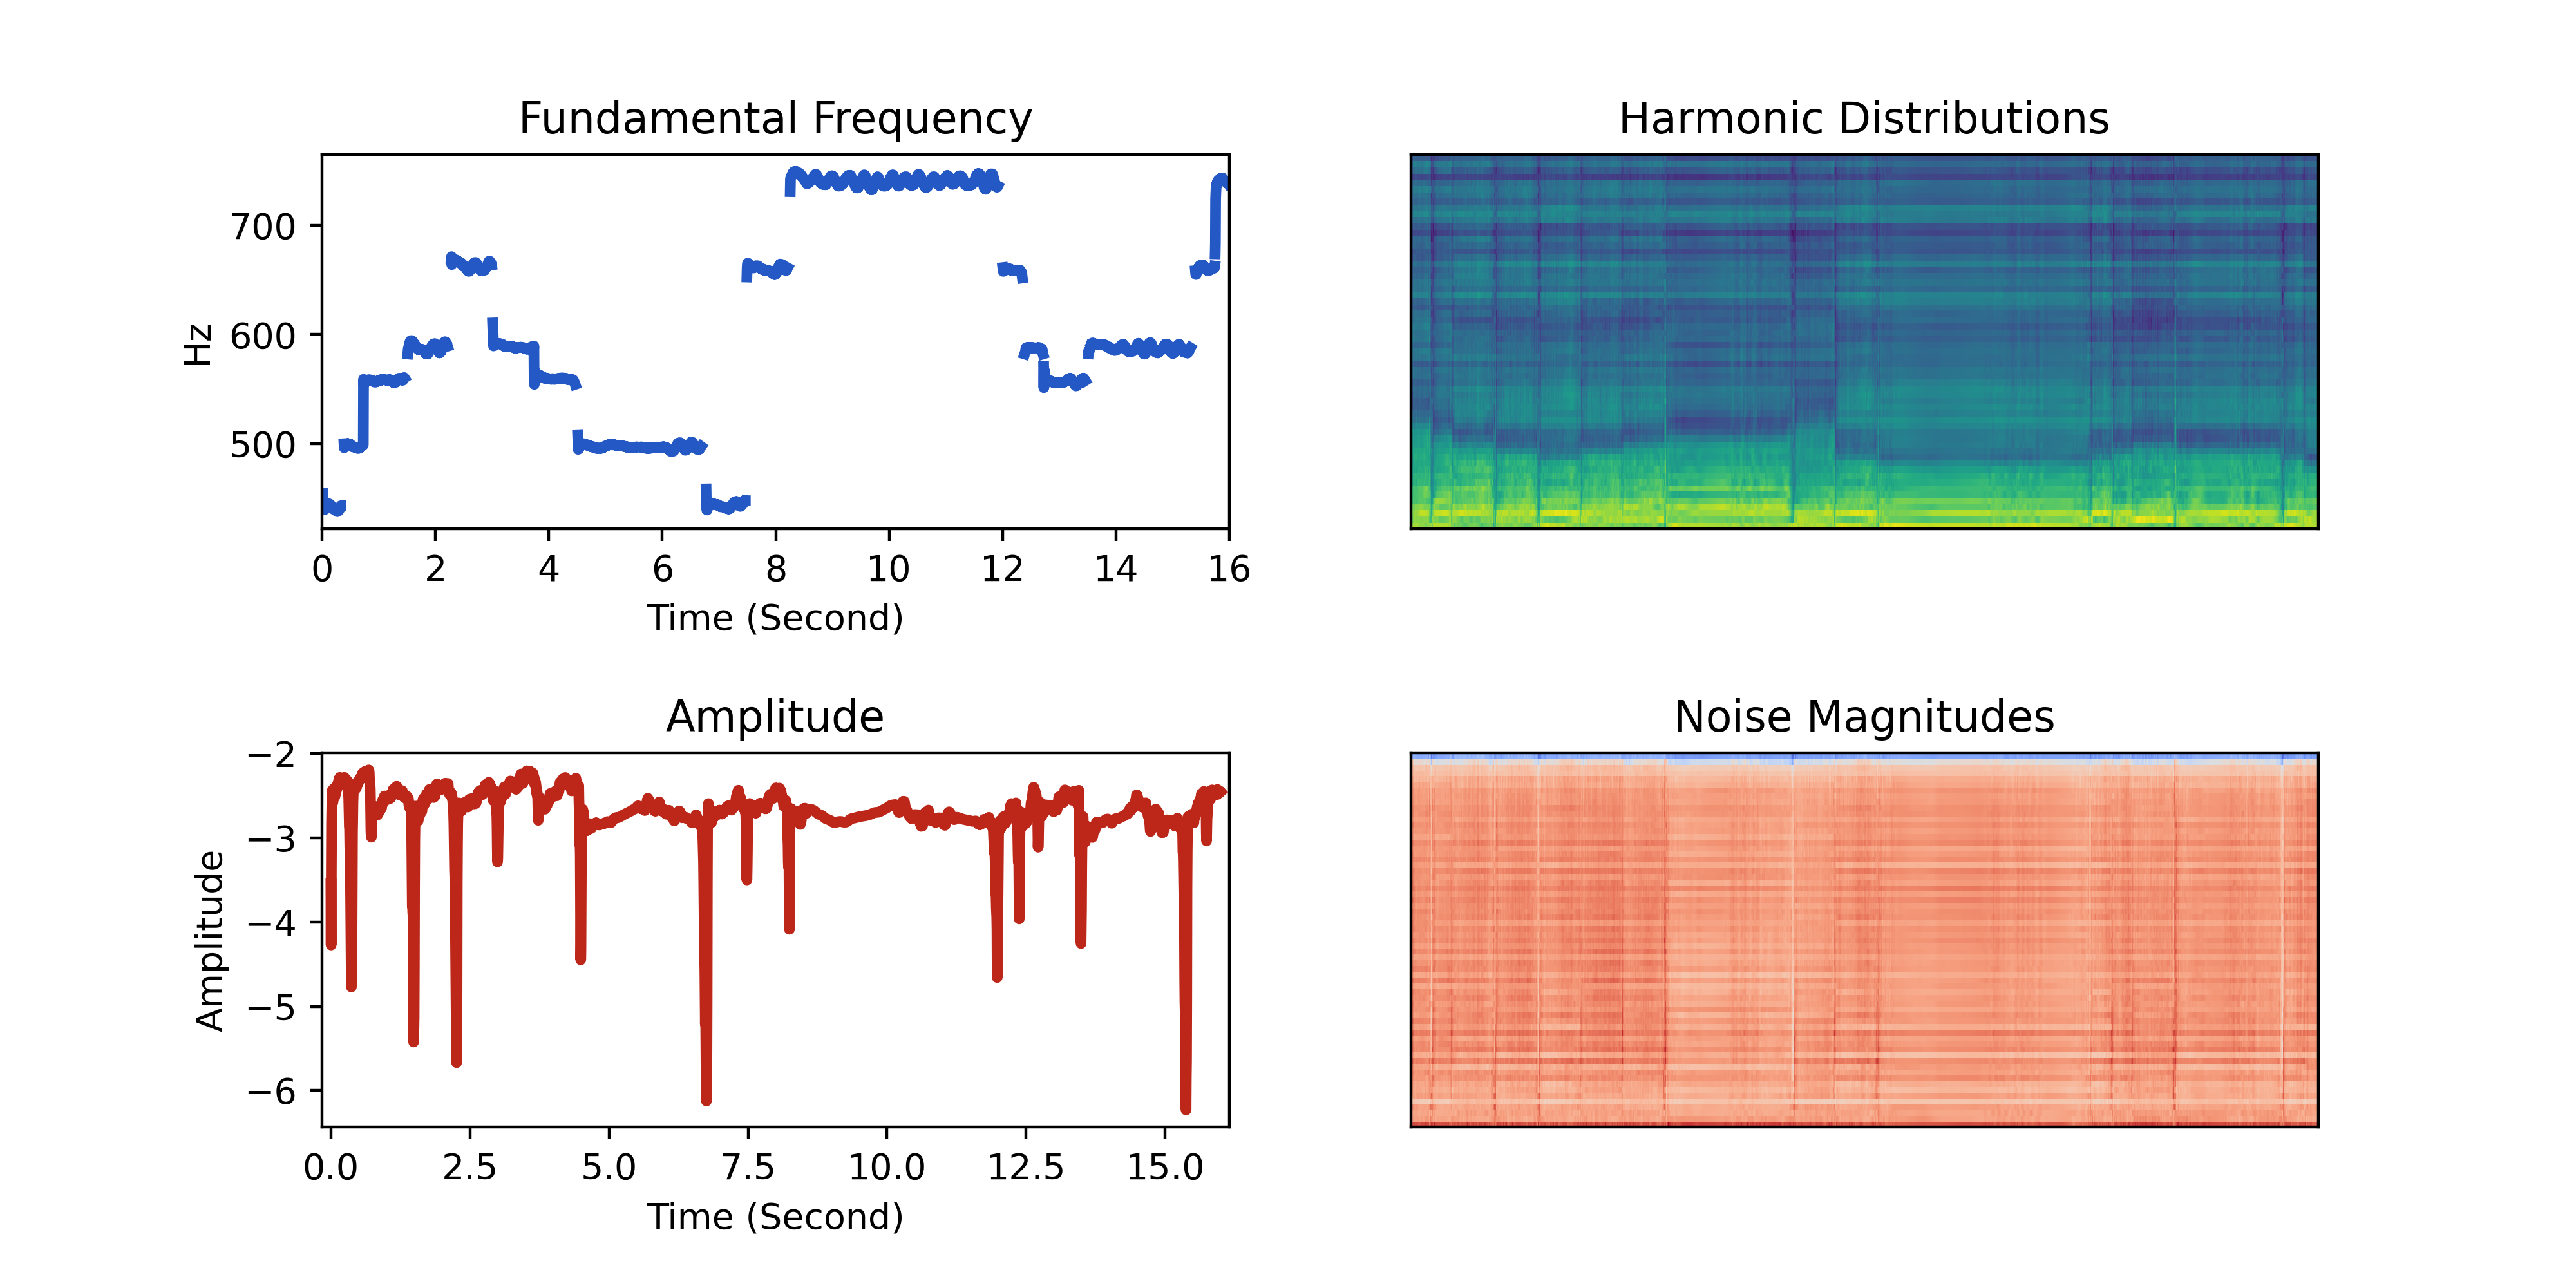 Fundamental Frequency
Harmonic Distributions
700
600
500
Hz
0 2 4 6 8 10 12 14 16
Time (Second)
Amplitude
Noise Magnitudes
−2
−3
−4
−5
−6
Amplitude
0.0 2.5 5.0 7.5 10.0 12.5 15.0
Time (Second)